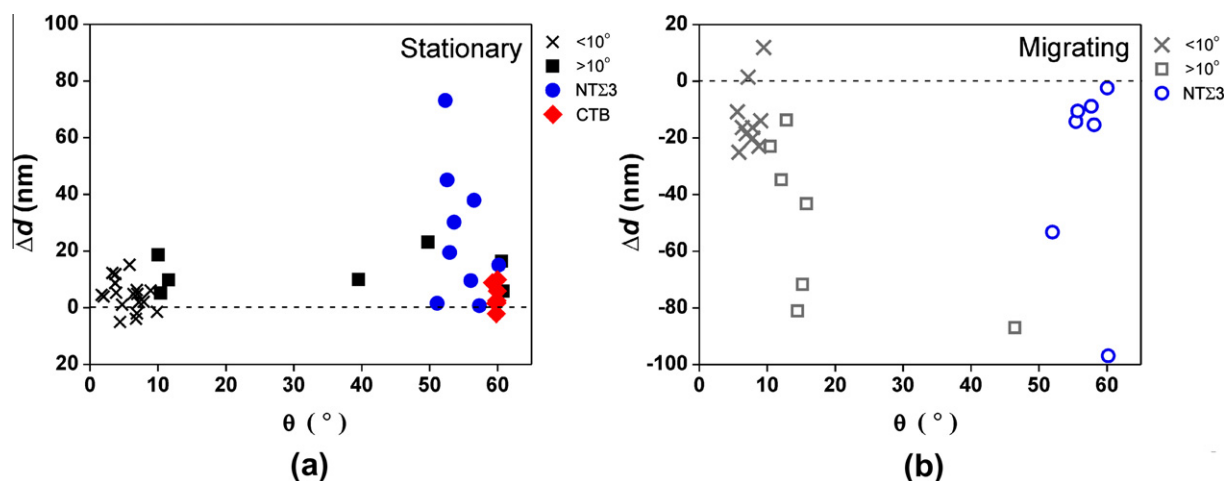 100
80
60
40
20
0
20
0 10 20 30 40 50 60
Δd (nm)
θ (°)
Stationary
<10°
>10°
NTΣ3
CTB
(a)
20
0
-20
-40
-60
-80
-100
0 10 20 30 40 50 60
Δd (nm)
θ (°)
Migrating
<10°
>10°
NTΣ3
(b)